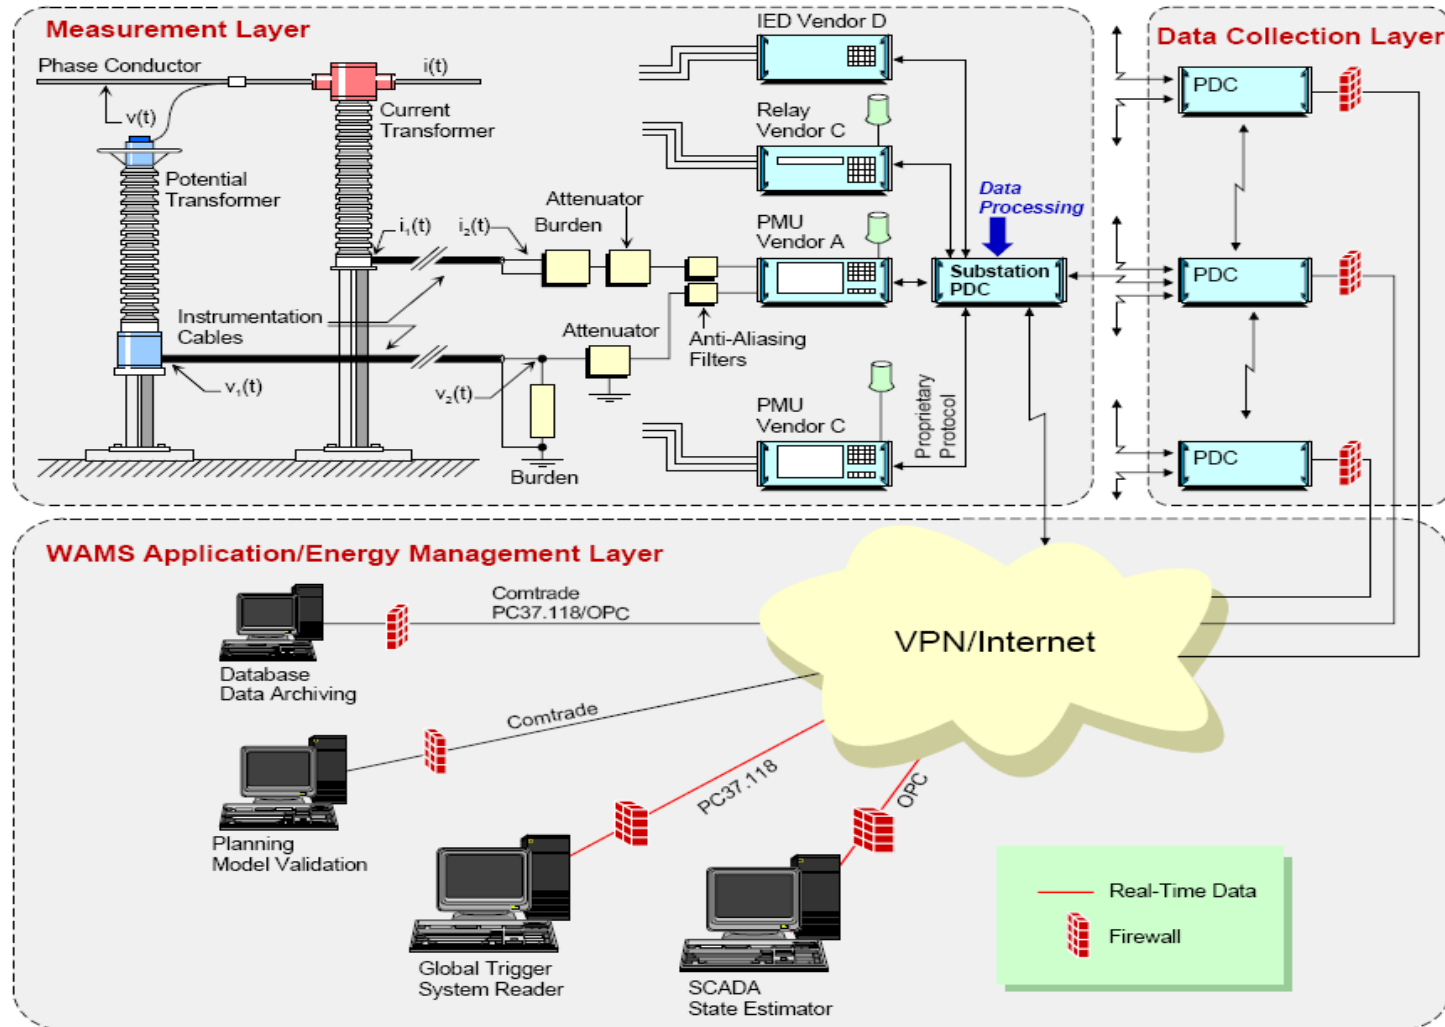 Measurement Layer
Phase Conductor
i(t)
v(t)
Current
Transformer
Potential
Transformer
i1(t)
i2(t)
Attenuator
Burden
Instrumentation
Cables
Attenuator
Anti-Aliasing
Filters
v1(t)
v2(t)
Burden
IED Vendor D
Relay
Vendor C
PMU
Vendor A
PMU
Vendor C
Data
Processing
Substation
PDC
Proprietary
Protocol
Data Collection Layer
PDC
PDC
PDC
WAMS Application/Energy Management Layer
Comtrade
PC37.118/OPC
VPN/Internet
Database
Data Archiving
Comtrade
Planning
Model Validation
PC37.118
OPC
Global Trigger
System Reader
SCADA
State Estimator
Real-Time Data
Firewall